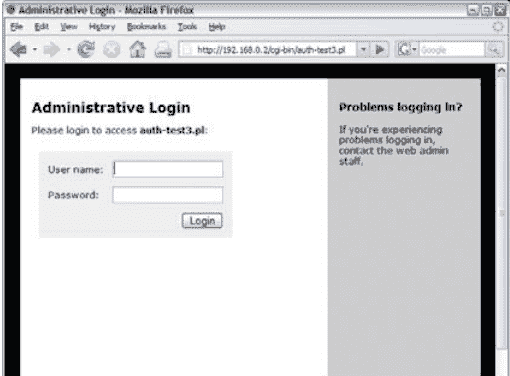 Administrative Login - Mozilla Firefox
File Edit View History Bookmarks Tools Help
http://192.168.0.2/cgi-bin/auth-test3.pl
Google
Administrative Login
Please login to access auth-test3.pl:
User name:
Password:
Login
Problems logging in?
If you're experiencing
problems logging in,
contact the web admin
staff.